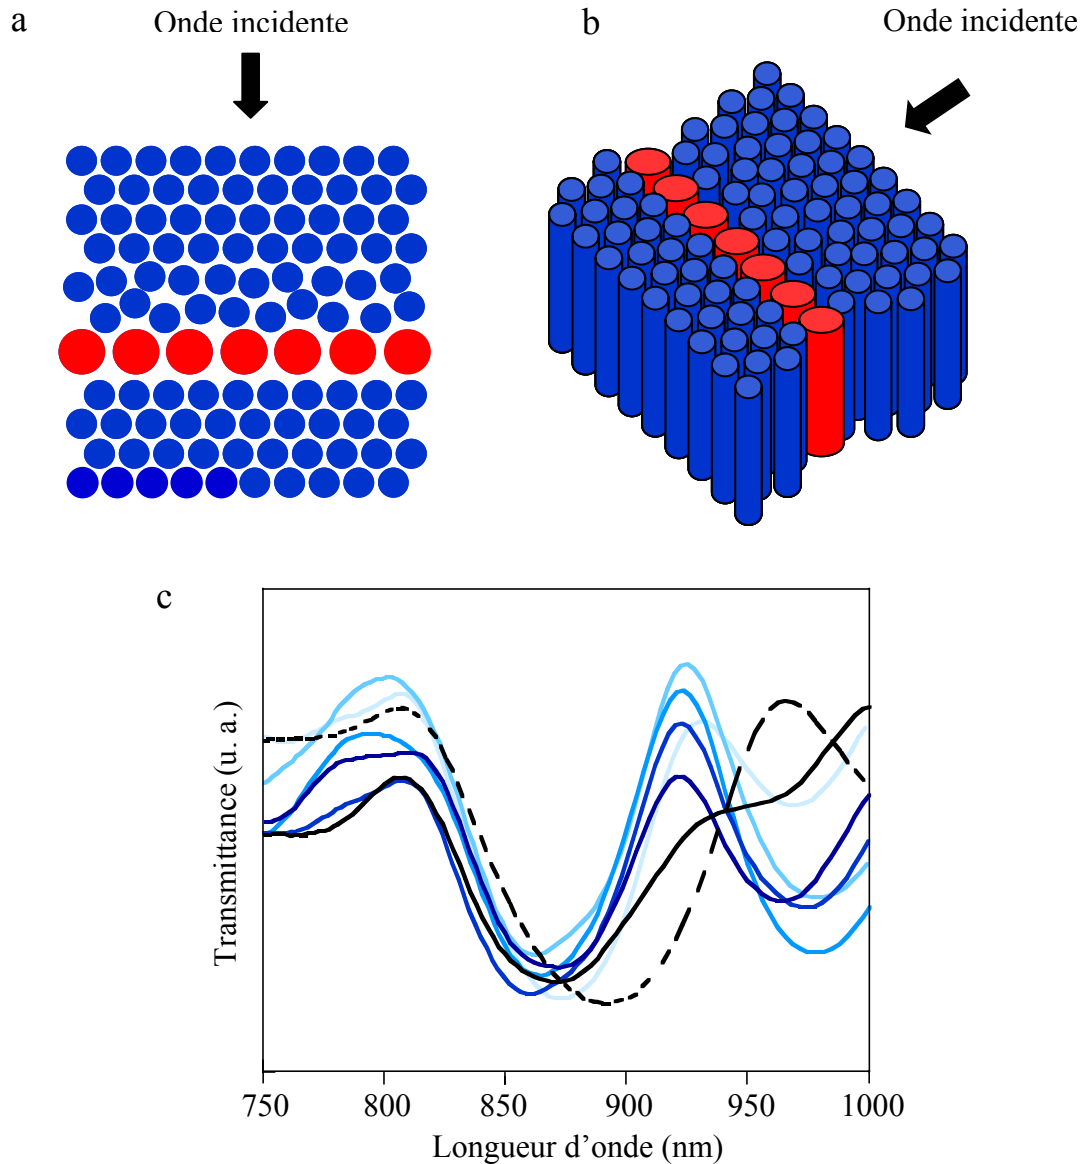 a
Onde incidente
b
Onde incidente
c
Transmittance (u. a.)
750
800
850
900
950
1000
Longueur d’onde (nm)